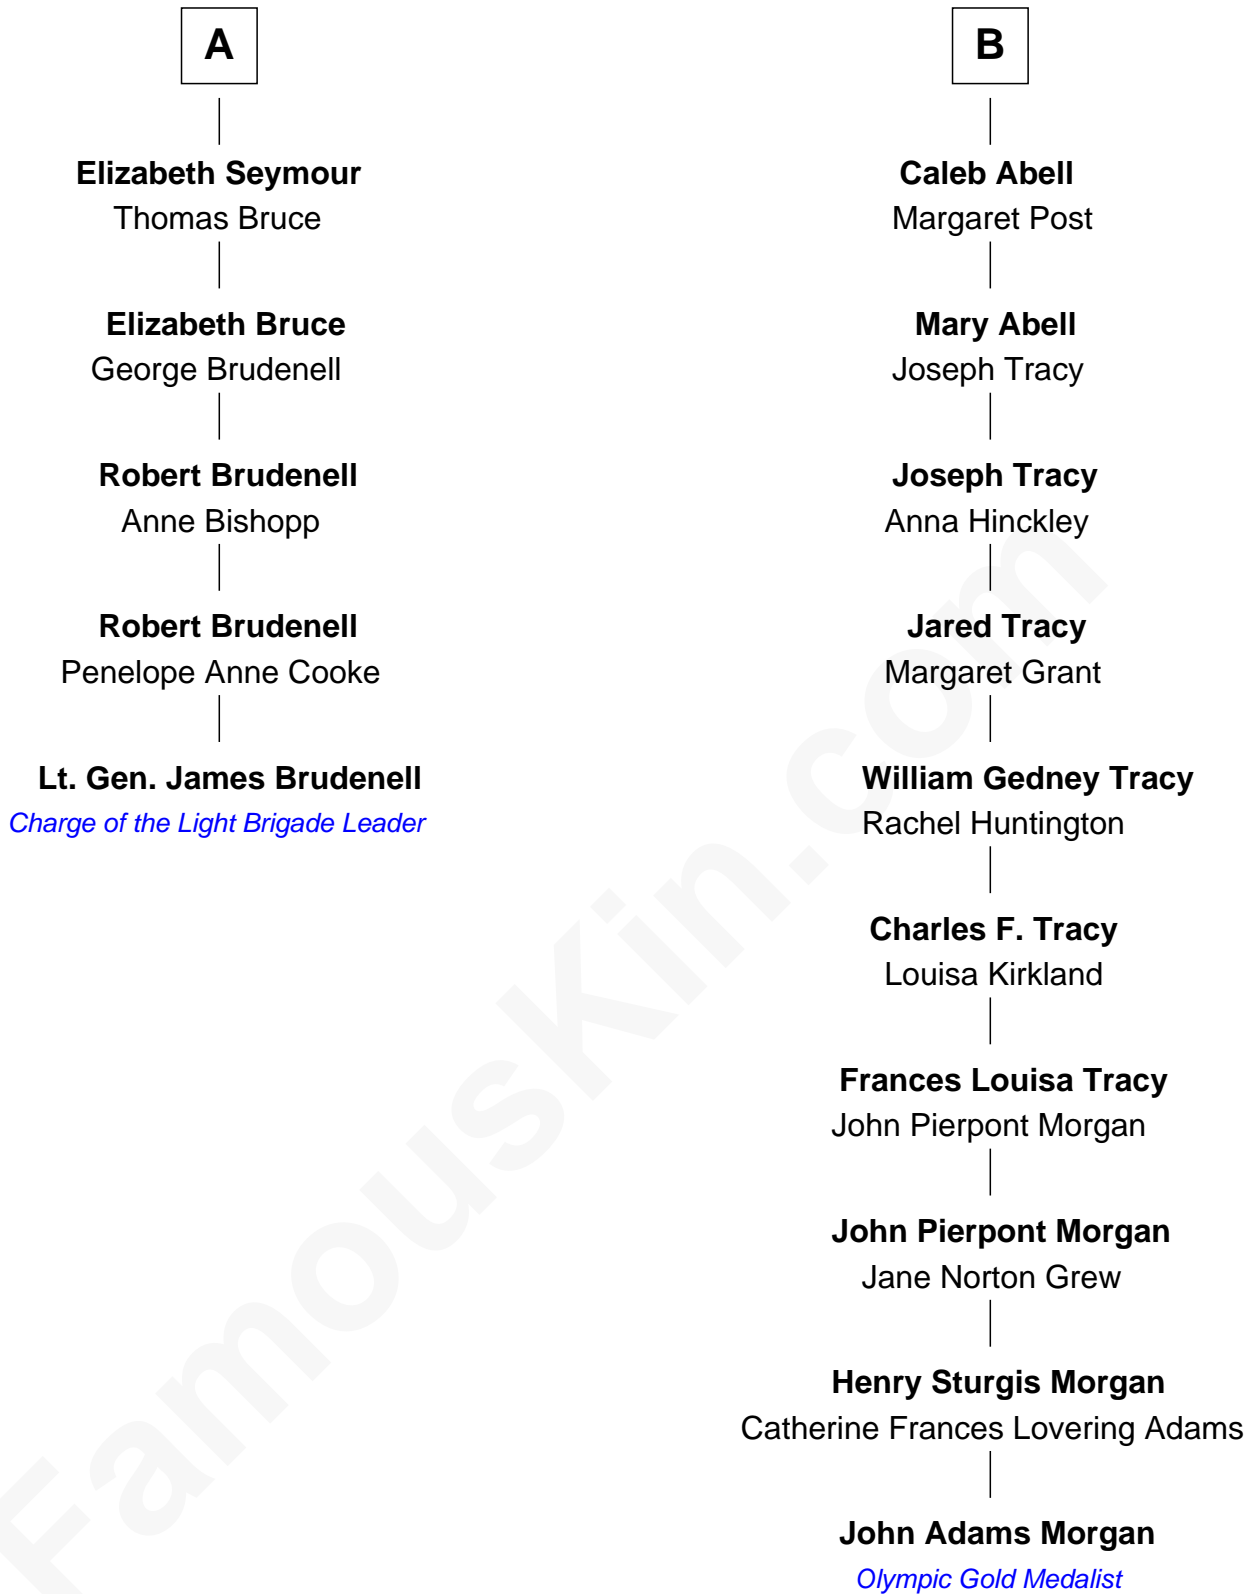 A
Elizabeth Seymour
Thomas Bruce
Elizabeth Bruce
George Brudenell
Robert Brudenell
Anne Bishopp
Robert Brudenell
Penelope Anne Cooke
Lt. Gen. James Brudenell
Charge of the Light Brigade Leader
B
Caleb Abell
Margaret Post
Mary Abell
Joseph Tracy
Joseph Tracy
Anna Hinckley
Jared Tracy
Margaret Grant
William Gedney Tracy
Rachel Huntington
Charles F. Tracy
Louisa Kirkland
Frances Louisa Tracy
John Pierpont Morgan
John Pierpont Morgan
Jane Norton Grew
Henry Sturgis Morgan
Catherine Frances Lovering Adams
John Adams Morgan
Olympic Gold Medalist
FamousKin.com